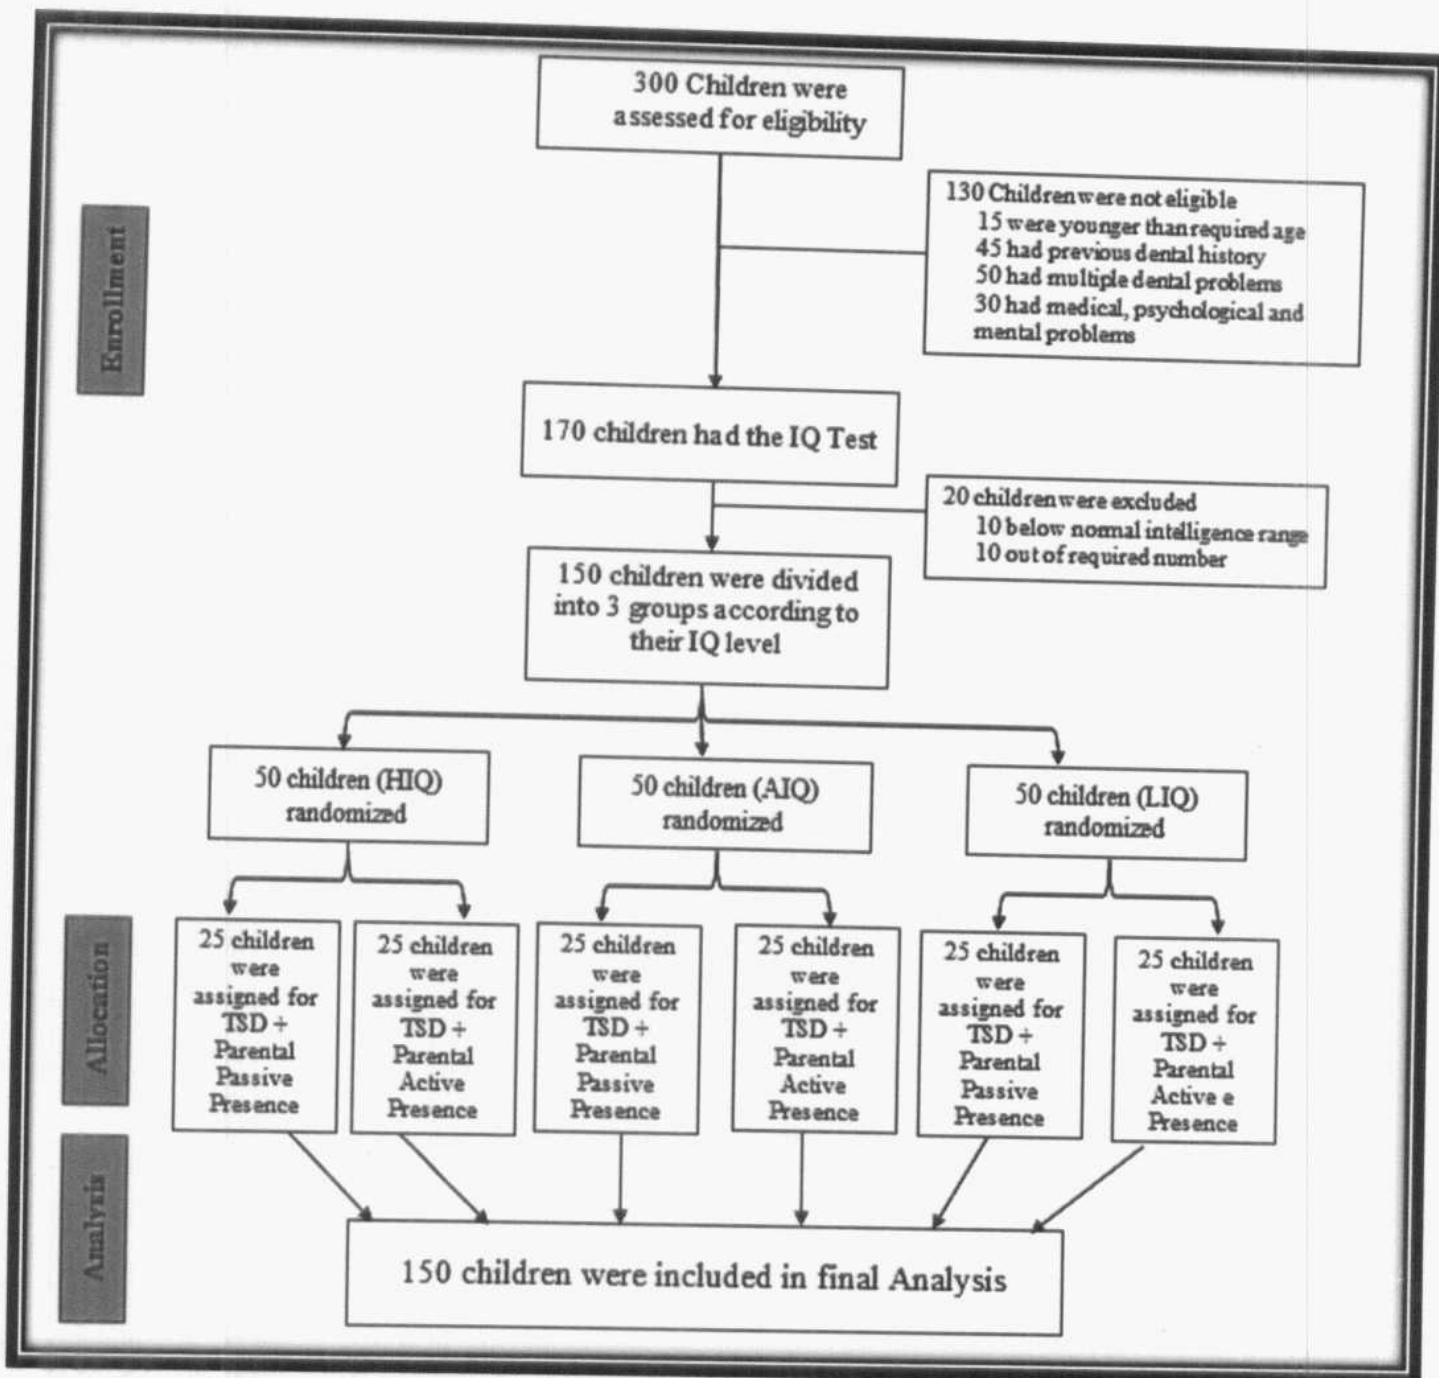 300 Children were
assessed for eligibility
130 Children were not eligible
15 were younger than required age
45 had previous dental history
50 had multiple dental problems
30 had medical, psychological and
mental problems
Enrollment
170 children had the IQ Test
20 children were excluded
10 below normal intelligence range
10 out of required number
150 children were divided
into 3 groups according to
their IQ level
50 children (HIQ)
randomized
50 children (AIQ)
randomized
50 children (LIQ)
randomized
Allocation
25 children
were
assigned for
TSD +
Parental
Passive
Presence
25 children
were
assigned for
TSD +
Parental
Active
Presence
25 children
were
assigned for
TSD +
Parental
Passive
Presence
25 children
were
assigned for
TSD +
Parental
Active
Presence
25 children
were
assigned for
TSD +
Parental
Passive
Presence
25 children
were
assigned for
TSD +
Parental
Active e
Presence
Analysis
150 children were included in final Analysis